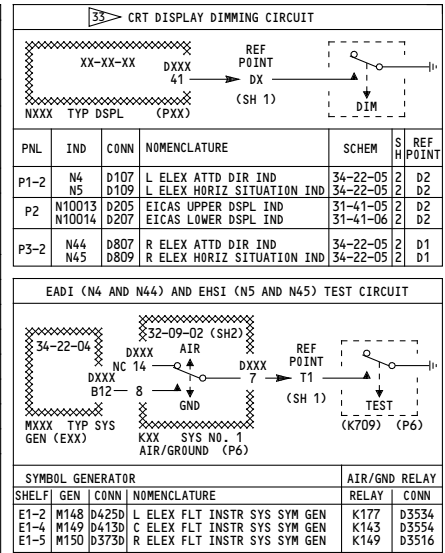 33 CRT DISPLAY DIMMING CIRCUIT
XX-XX-XX
DXXX
41
REF
POINT
DX
(SH 1)
DIM
NXXX TYP DSPL (PXX)
PNL IND CONN NOMENCLATURE SCHEM SH REF POINT
P1-2 N4 D107 L ELEX ATTD DIR IND 34-22-05 2 D2
N5 D109 L ELEX HORIZ SITUATION IND 34-22-05 2 D2
P2 N10013 D205 EICAS UPPER DSPL IND 31-41-05 2 D2
N10014 D207 EICAS LOWER DSPL IND 31-41-06 2 D2
P3-2 N44 D807 R ELEX ATTD DIR IND 34-22-05 2 D1
N45 D809 R ELEX HORIZ SITUATION IND 34-22-05 2 D1
EADI (N4 AND N44) AND EHSI (N5 AND N45) TEST CIRCUIT
34-22-04
DXXX
B12
MXXX TYP SYS
GEN (EXX)
32-09-02 (SH2)
DXXX AIR
NC 14
8
GND
DXXX
7
KXX SYS NO. 1
AIR/GROUND (P6)
REF
POINT
T1
(SH 1)
TEST
(K709) (P6)
SYMBOL GENERATOR AIR/GND RELAY
SHELF GEN CONN NOMENCLATURE RELAY CONN
E1-2 M148 D425D L ELEX FLT INSTR SYS SYM GEN K177 D3534
E1-4 M149 D413D C ELEX FLT INSTR SYS SYM GEN K143 D3554
E1-5 M150 D373D R ELEX FLT INSTR SYS SYM GEN K149 D3516